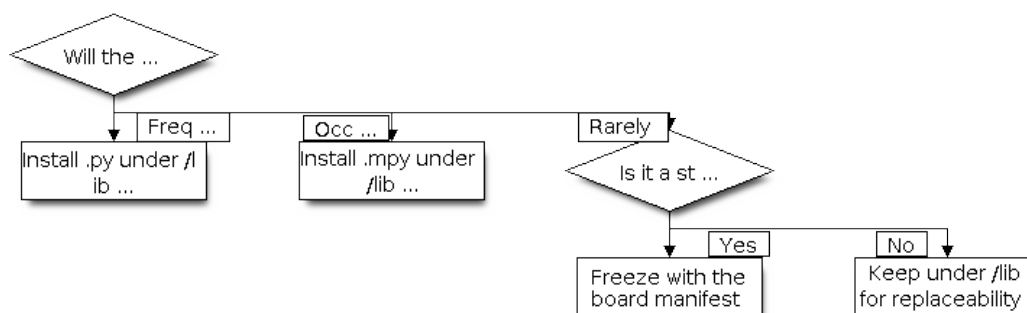 Will the ...
Freq ...
Occ ...
Rarely
Install .py under /l
ib ...
Install .mpy under
/lib ...
Is it a st ...
Yes
No
Freeze with the
board manifest
Keep under /lib
for replaceability